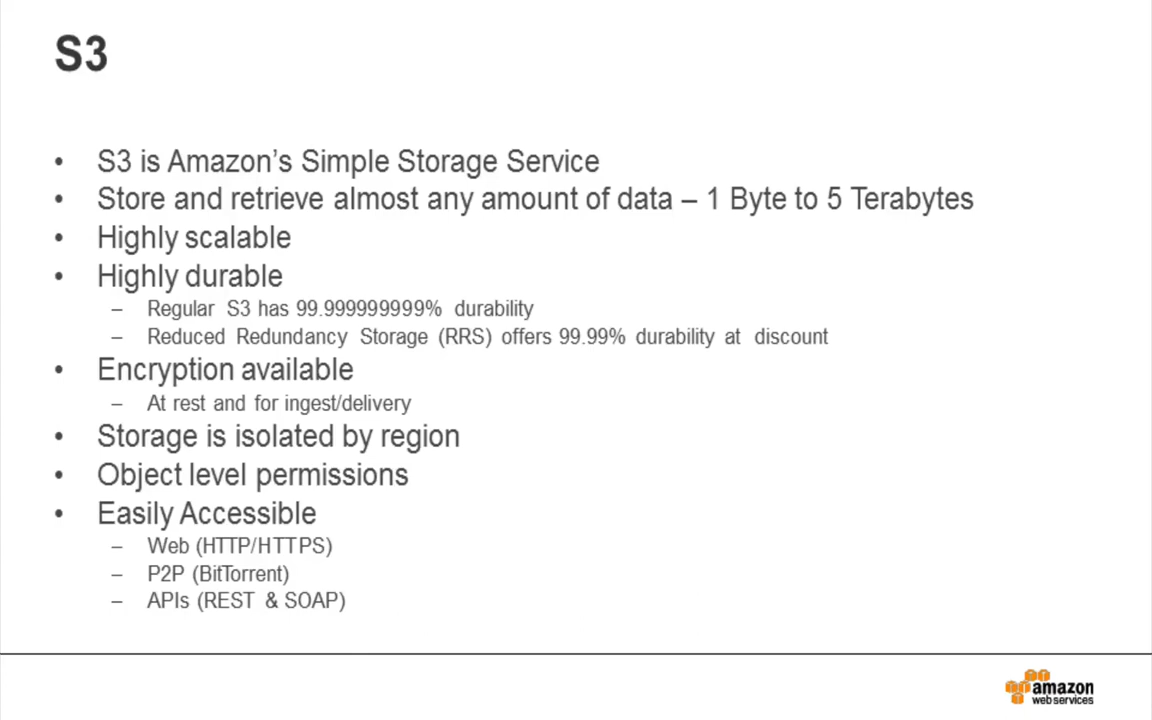 S3
• S3 is Amazon's Simple Storage Service
• Store and retrieve almost any amount of data – 1 Byte to 5 Terabytes
• Highly scalable
• Highly durable
– Regular S3 has 99.999999999% durability
– Reduced Redundancy Storage (RRS) offers 99.99% durability at discount
• Encryption available
– At rest and for ingest/delivery
• Storage is isolated by region
• Object level permissions
• Easily Accessible
– Web (HTTP/HTTPS)
– P2P (BitTorrent)
– APIs (REST & SOAP)
amazon
web services